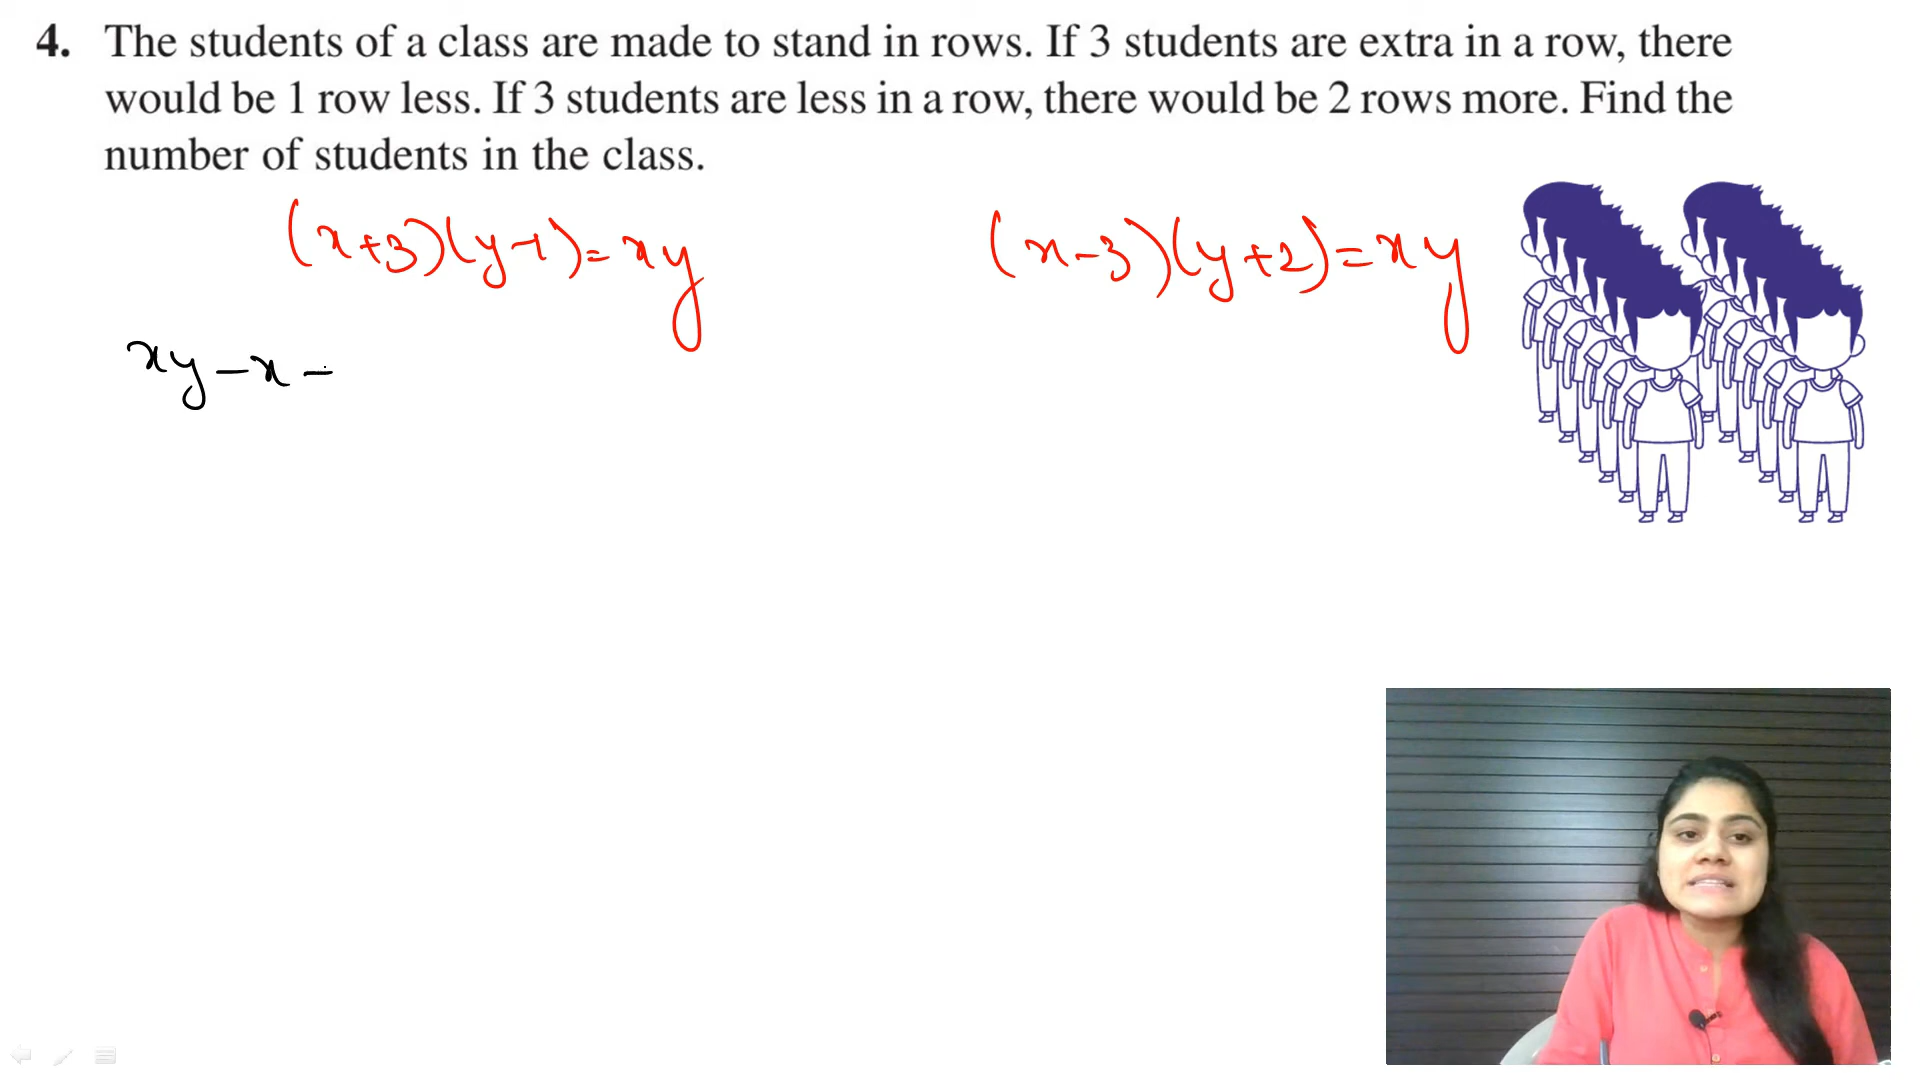 4. The students of a class are made to stand in rows. If 3 students are extra in a row, there
would be 1 row less. If 3 students are less in a row, there would be 2 rows more. Find the
number of students in the class.
(x+3)(y-1)=xy
(x-3)(y+2)=xy
xy-x-